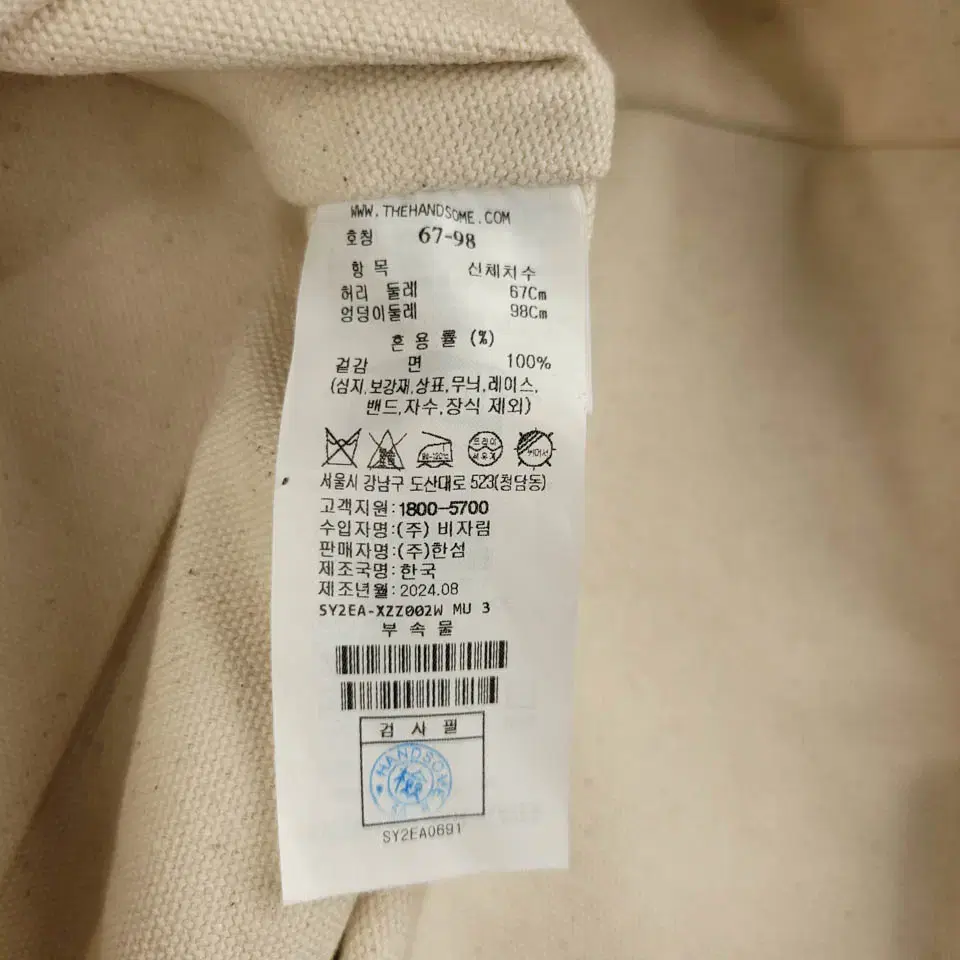 WWW.THEHANDSOME.COM
호칭 67-98
항목 신체치수
허리 둘레 67Cm
엉덩이둘레 98Cm
혼용률 (%)
겉감 면 100%
(심지,보강재,상표,무늬,레이스,
밴드,자수,장식 제외)
드라이
서울시 강남구 도산대로 523(청담동)
고객지원:1800-5700
수입자명:(주) 비자림
판매자명:(주)한섬
제조국명:한국
제조년월:2024.08
SY2EA-XZZ002W MU 3
부속물
검사필
HANDSOME
檢
SY2EA0691